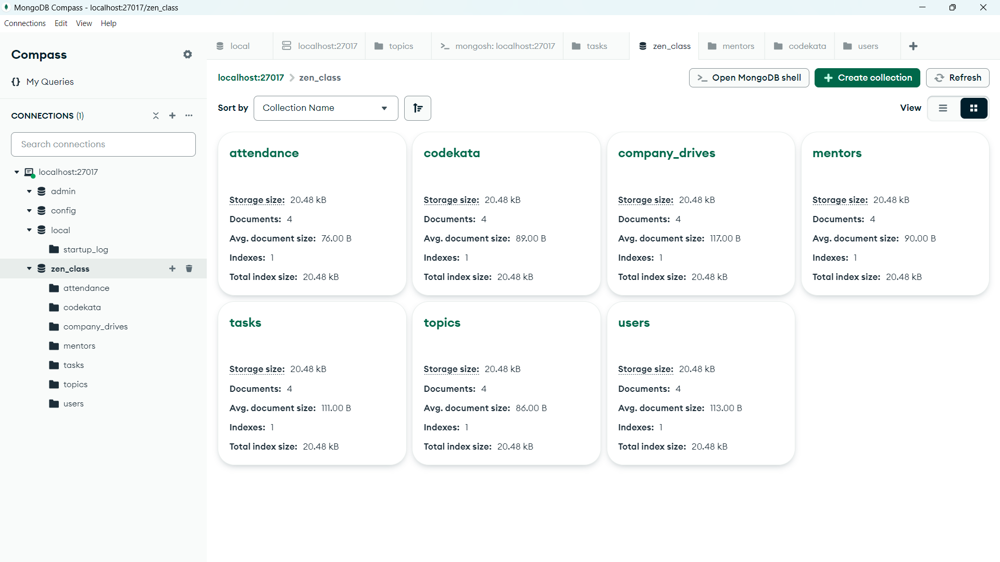 MongoDB Compass - localhost:27017/zen_class
Connections Edit View Help
Compass
My Queries
CONNECTIONS (1)
Search connections
localhost:27017
admin
config
local
startup_log
zen_class
attendance
codekata
company_drives
mentors
tasks
topics
users
local localhost:27017 topics >_ mongosh: localhost:27017 tasks zen_class mentors codekata users
localhost:27017 > zen_class
>_ Open MongoDB shell + Create collection Refresh
Sort by Collection Name
View
attendance
Storage size: 20.48 kB
Documents: 4
Avg. document size: 76.00 B
Indexes: 1
Total index size: 20.48 kB
codekata
Storage size: 20.48 kB
Documents: 4
Avg. document size: 89.00 B
Indexes: 1
Total index size: 20.48 kB
company_drives
Storage size: 20.48 kB
Documents: 4
Avg. document size: 117.00 B
Indexes: 1
Total index size: 20.48 kB
mentors
Storage size: 20.48 kB
Documents: 4
Avg. document size: 90.00 B
Indexes: 1
Total index size: 20.48 kB
tasks
Storage size: 20.48 kB
Documents: 4
Avg. document size: 111.00 B
Indexes: 1
Total index size: 20.48 kB
topics
Storage size: 20.48 kB
Documents: 4
Avg. document size: 86.00 B
Indexes: 1
Total index size: 20.48 kB
users
Storage size: 20.48 kB
Documents: 4
Avg. document size: 113.00 B
Indexes: 1
Total index size: 20.48 kB